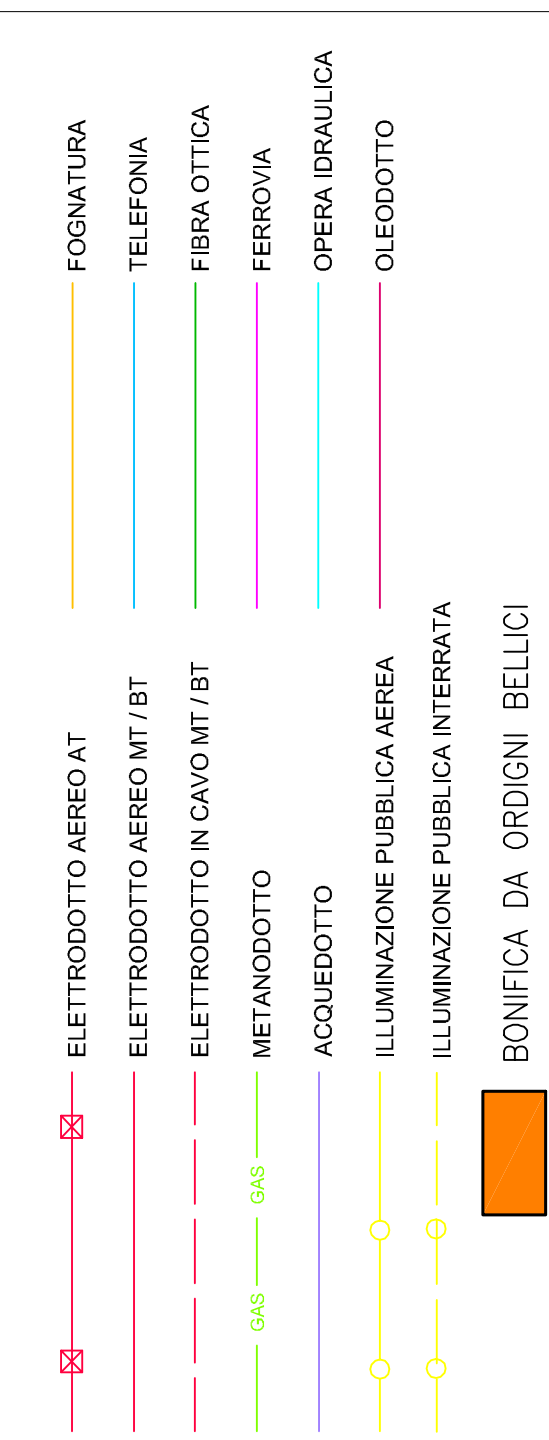 ELETTRODOTTO AEREO AT
ELETTRODOTTO AEREO MT / BT
ELETTRODOTTO IN CAVO MT / BT
GAS GAS METANODOTTO
ACQUEDOTTO
ILLUMINAZIONE PUBBLICA AEREA
ILLUMINAZIONE PUBBLICA INTERRATA
BONIFICA DA ORDIGNI BELLICI
FOGNATURA
TELEFONIA
FIBRA OTTICA
FERROVIA
OPERA IDRAULICA
OLEODOTTO